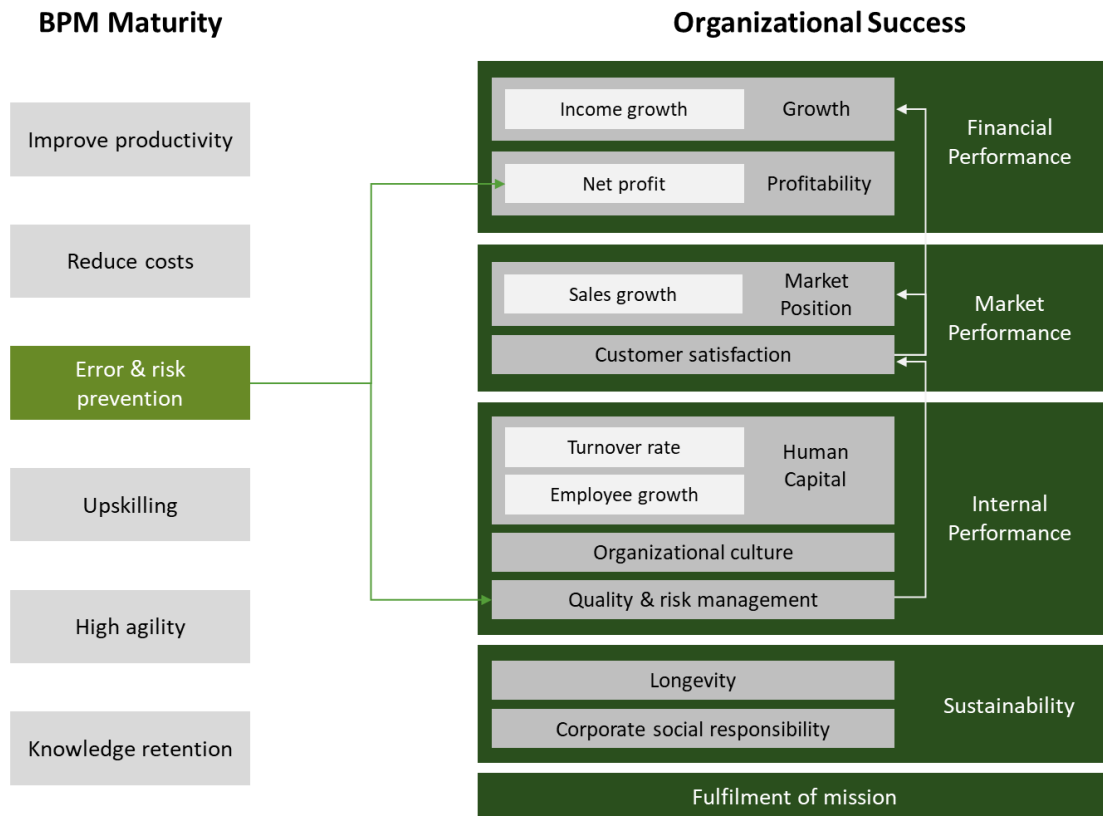 BPM Maturity
Organizational Success
Improve productivity
Reduce costs
Error & risk
prevention
Upskilling
High agility
Knowledge retention
Income growth
Growth
Net profit
Profitability
Financial
Performance
Sales growth
Market
Position
Customer satisfaction
Market
Performance
Turnover rate
Employee growth
Human
Capital
Organizational culture
Quality & risk management
Internal
Performance
Longevity
Corporate social responsibility
Sustainability
Fulfilment of mission